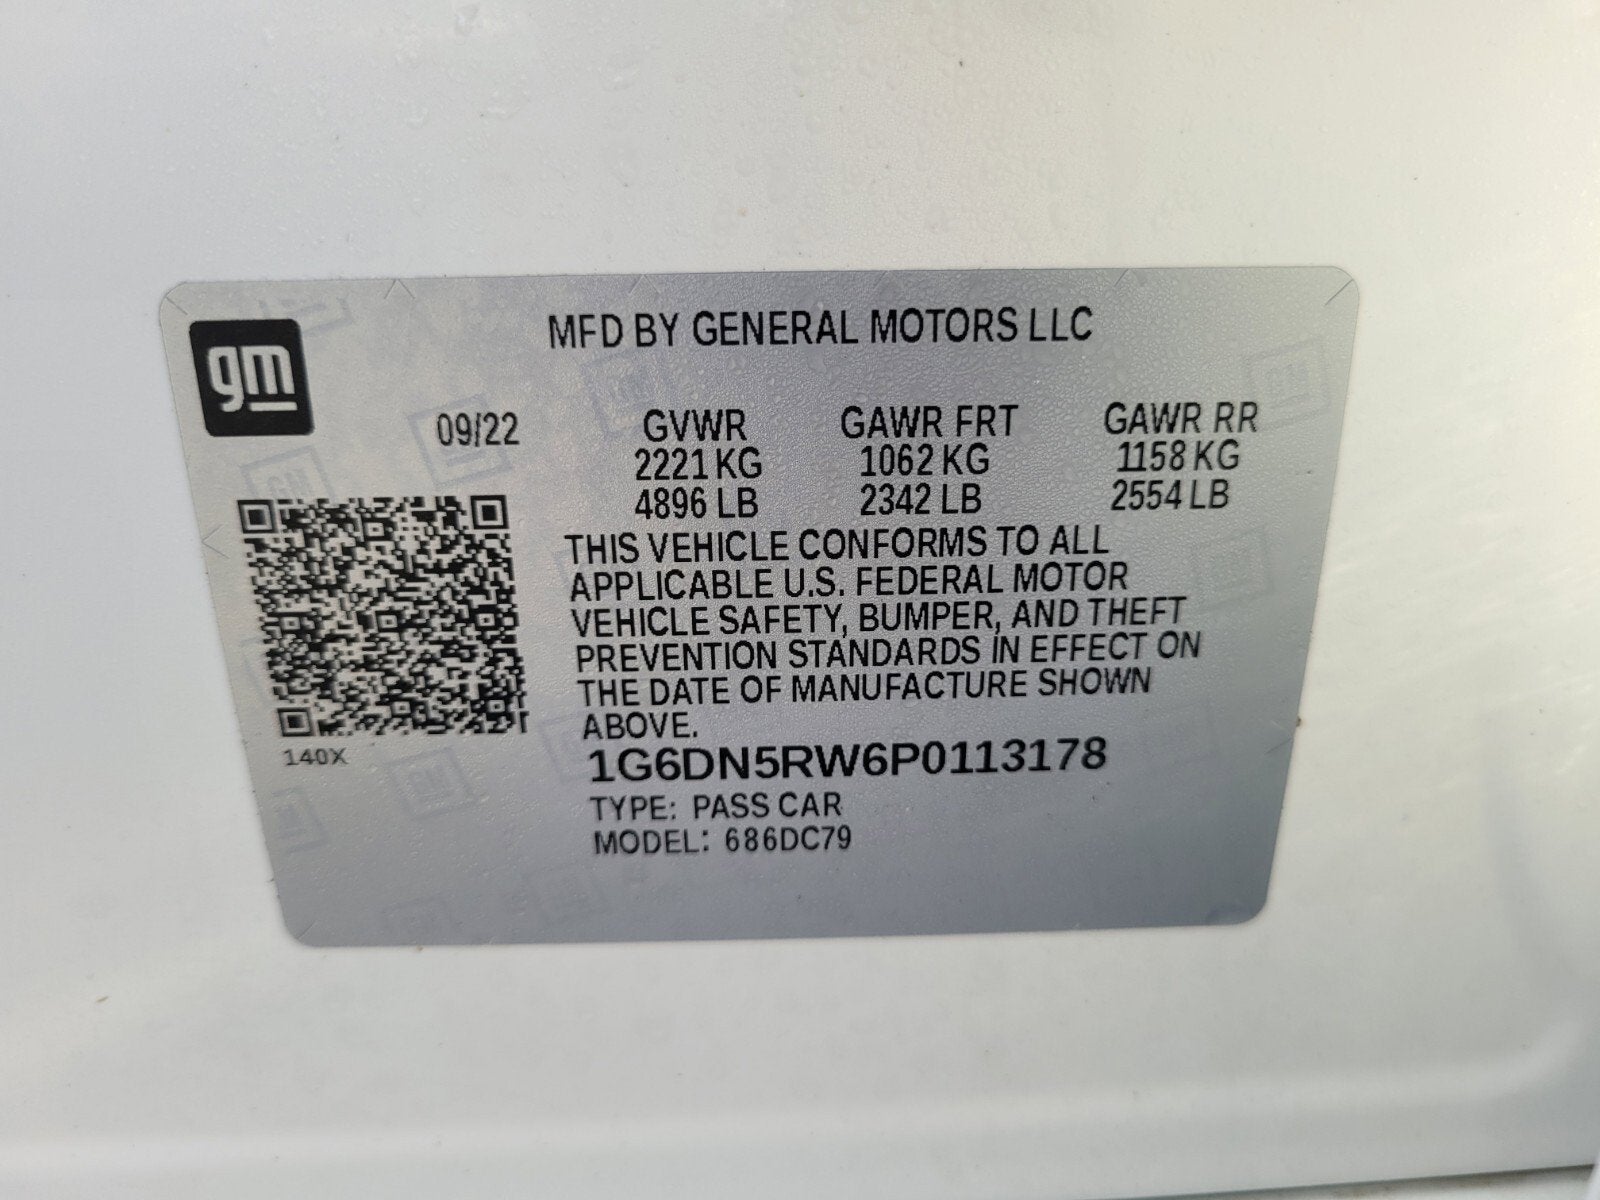 MFD BY GENERAL MOTORS LLC
gm
09/22 GVWR GAWR FRT GAWR RR
2221 KG 1062 KG 1158 KG
4896 LB 2342 LB 2554 LB
THIS VEHICLE CONFORMS TO ALL
APPLICABLE U.S. FEDERAL MOTOR
VEHICLE SAFETY, BUMPER, AND THEFT
PREVENTION STANDARDS IN EFFECT ON
THE DATE OF MANUFACTURE SHOWN
ABOVE.
140X
1G6DN5RW6P0113178
TYPE: PASS CAR
MODEL: 686DC79